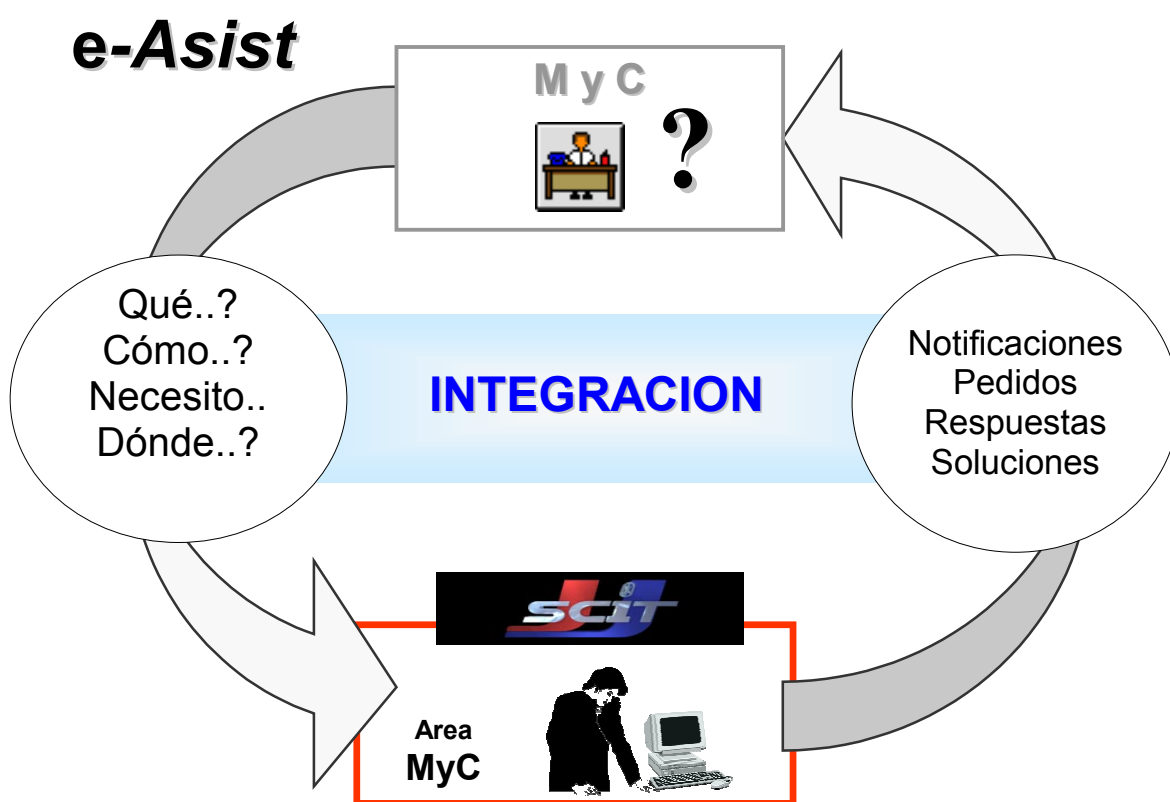 e-Asist
M y C
?
Qué..?
Cómo..?
Necesito..
Dónde..?
INTEGRACION
Notificaciones
Pedidos
Respuestas
Soluciones
SCIT
Area
MyC